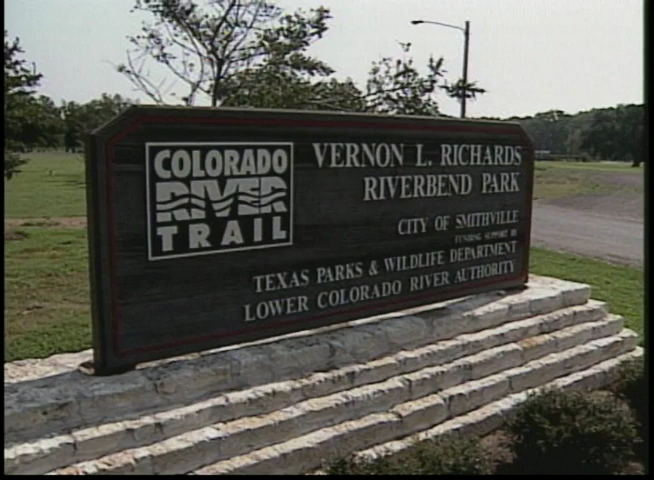 COLORADO
RIVER
TRAIL
VERNON L. RICHARDS
RIVERBEND PARK
CITY OF SMITHVILLE
FUNDING SUPPORT BY
TEXAS PARKS & WILDLIFE DEPARTMENT
LOWER COLORADO RIVER AUTHORITY